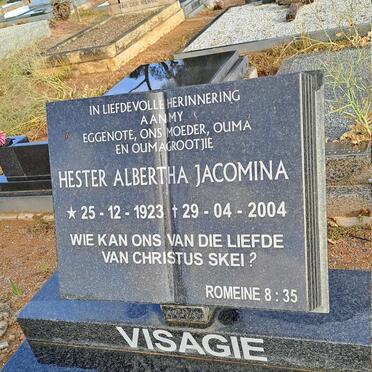 IN LIEFDEVOLLE HERINNERING
AAN MY
EGGENOTE, ONS MOEDER, OUMA
EN OUMAGROOTJIE
HESTER ALBERTHA JACOMINA
★ 25 - 12 - 1923 † 29 - 04 - 2004
WIE KAN ONS VAN DIE LIEFDE
VAN CHRISTUS SKEI ?
ROMEINE 8 : 35
VISAGIE